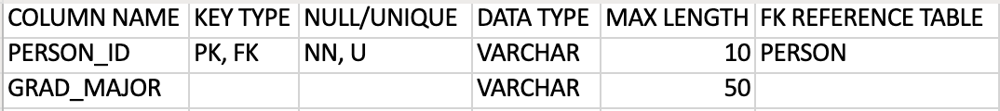 COLUMN NAME KEY TYPE NULL/UNIQUE DATA TYPE MAX LENGTH FK REFERENCE TABLE
PERSON_ID PK, FK NN, U VARCHAR 10 PERSON
GRAD_MAJOR VARCHAR 50